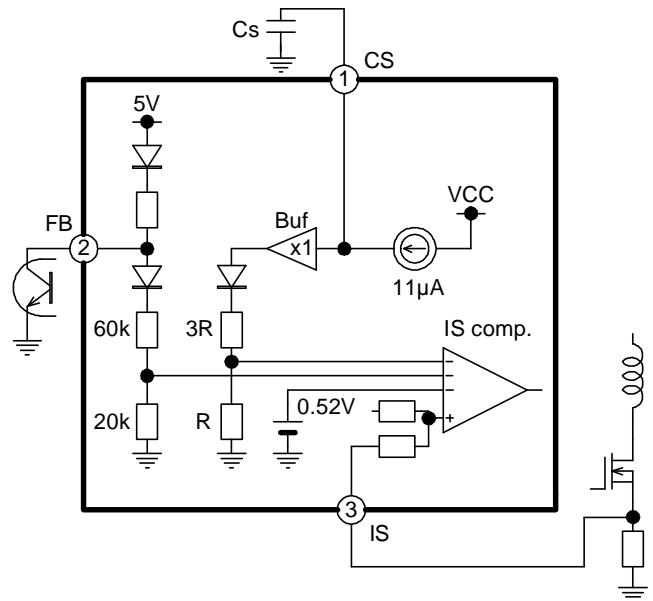 Cs
1
CS
5V
VCC
FB
2
Buf
x1
11µA
60k
3R
IS comp.
20k
R
0.52V
−
−
−
+
3
IS